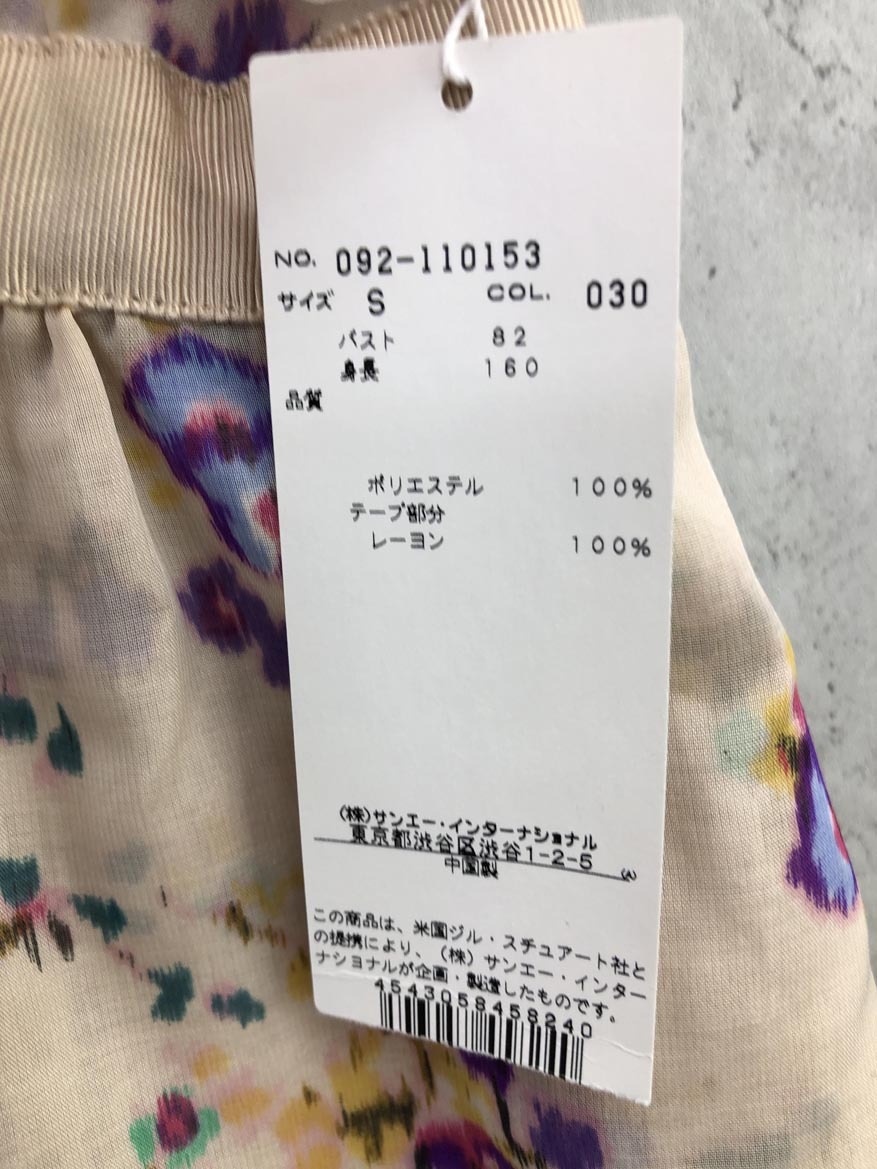 NO. 092-110153
サイズ S COL. 030
バスト 82
身長 160
品質
ポリエステル 100%
テープ部分
レーヨン 100%
(株)サンエー・インターナショナル
東京都渋谷区渋谷1-2-5
中国製
この商品は、米国ジル・スチュアート社と
の提携により、(株)サンエー・インター
ナショナルが企画・製造したものです。
4543058458240